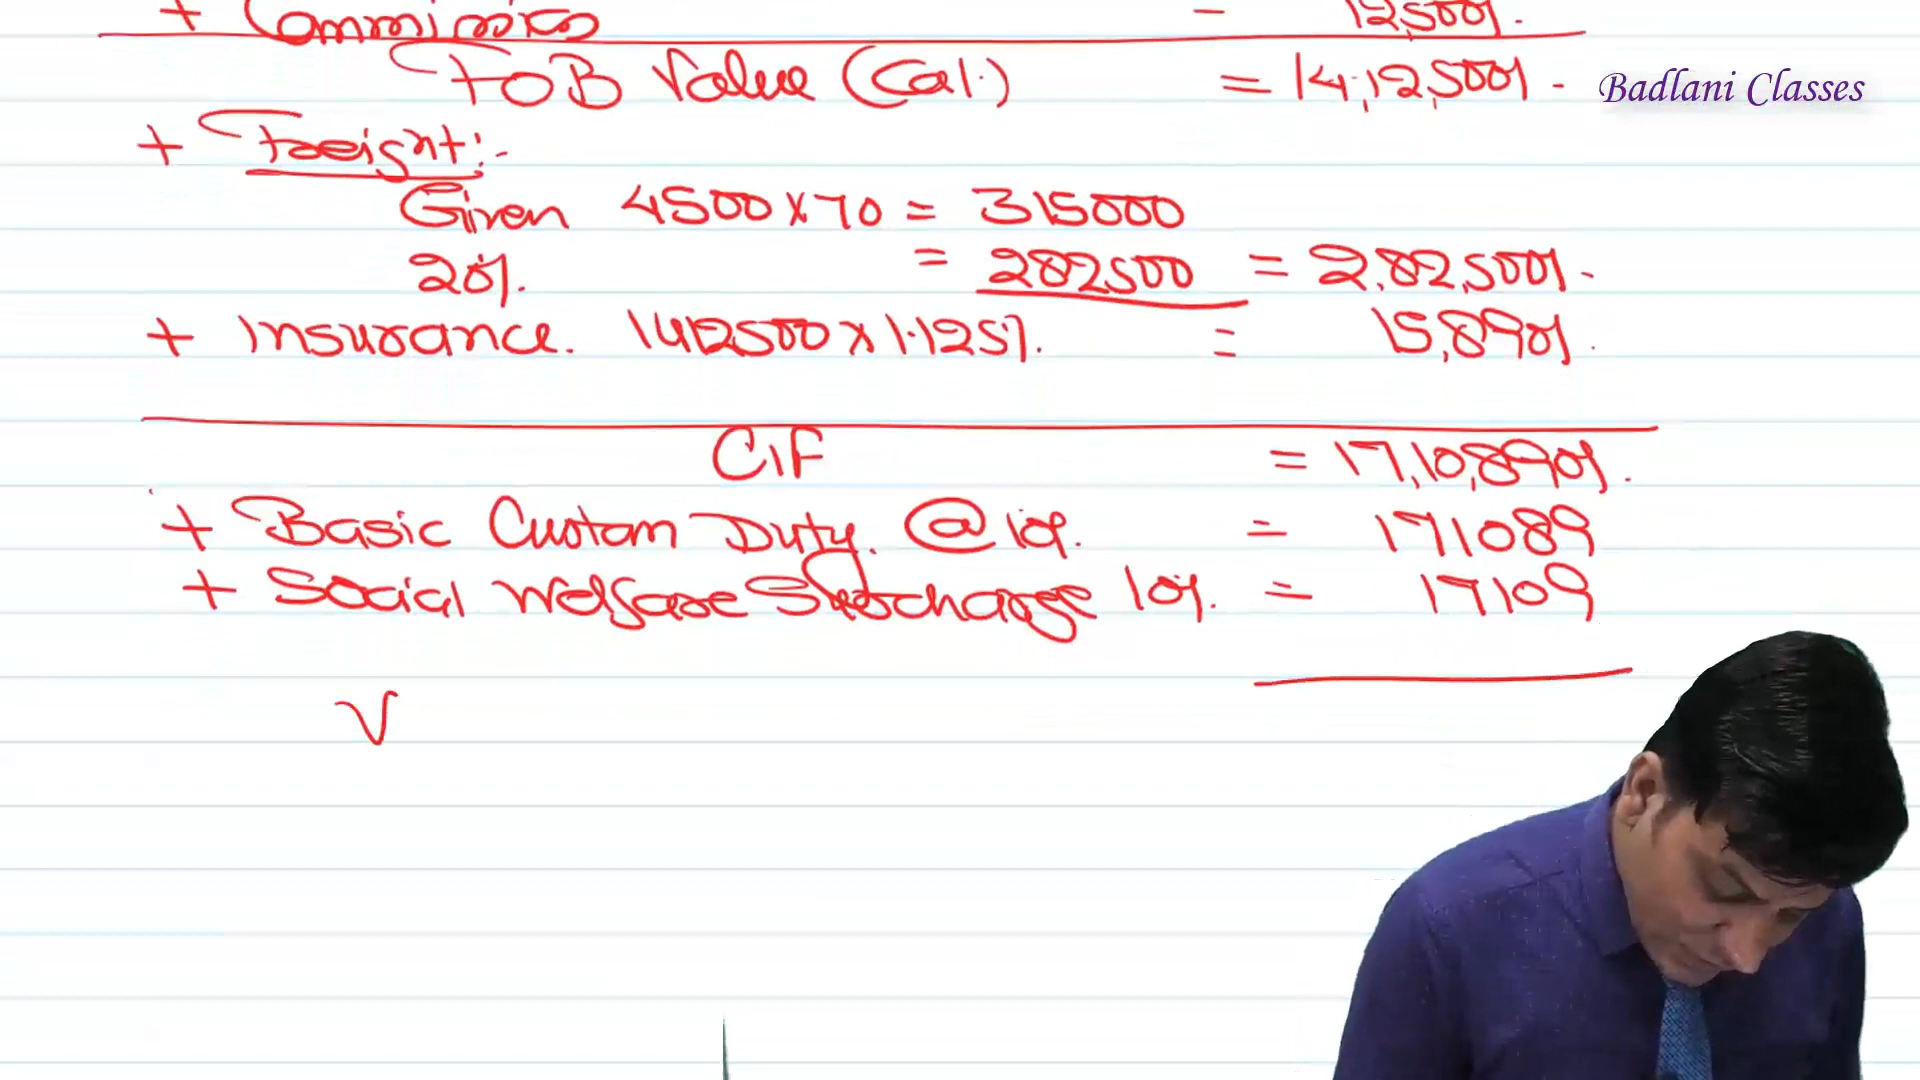 + Commission - 12,500/-
FOB Value (Cal.) = 14,12,500/-
Badlani Classes
+ Freight:-
Given 4500 x 70 = 315000
20%. = 282500 = 2,82,500/-
+ Insurance. 1412500 x 1.125%. = 15,890/.
CIF = 17,10,890/.
+ Basic Custom Duty. @ 10%. = 171089
+ Social Welfare Surcharge 10%. = 17109
V